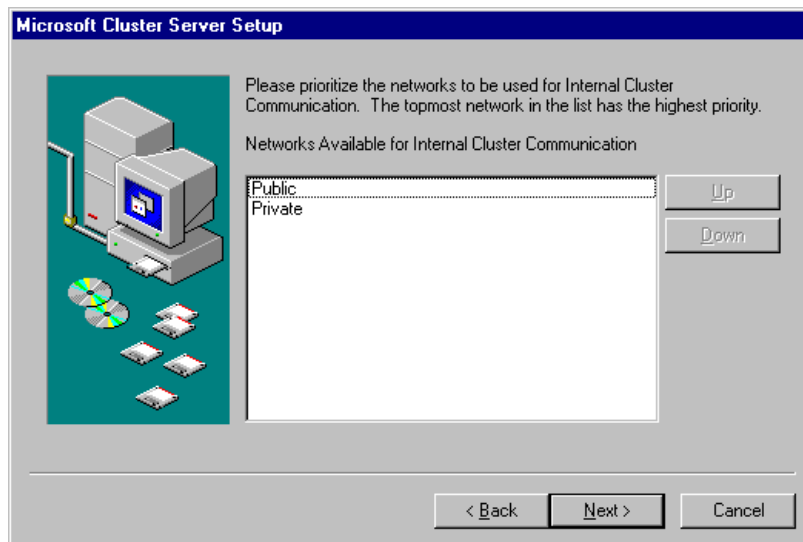 Microsoft Cluster Server Setup
Please prioritize the networks to be used for Internal Cluster
Communication. The topmost network in the list has the highest priority.
Networks Available for Internal Cluster Communication
Public
Private
Up
Down
< Back
Next >
Cancel